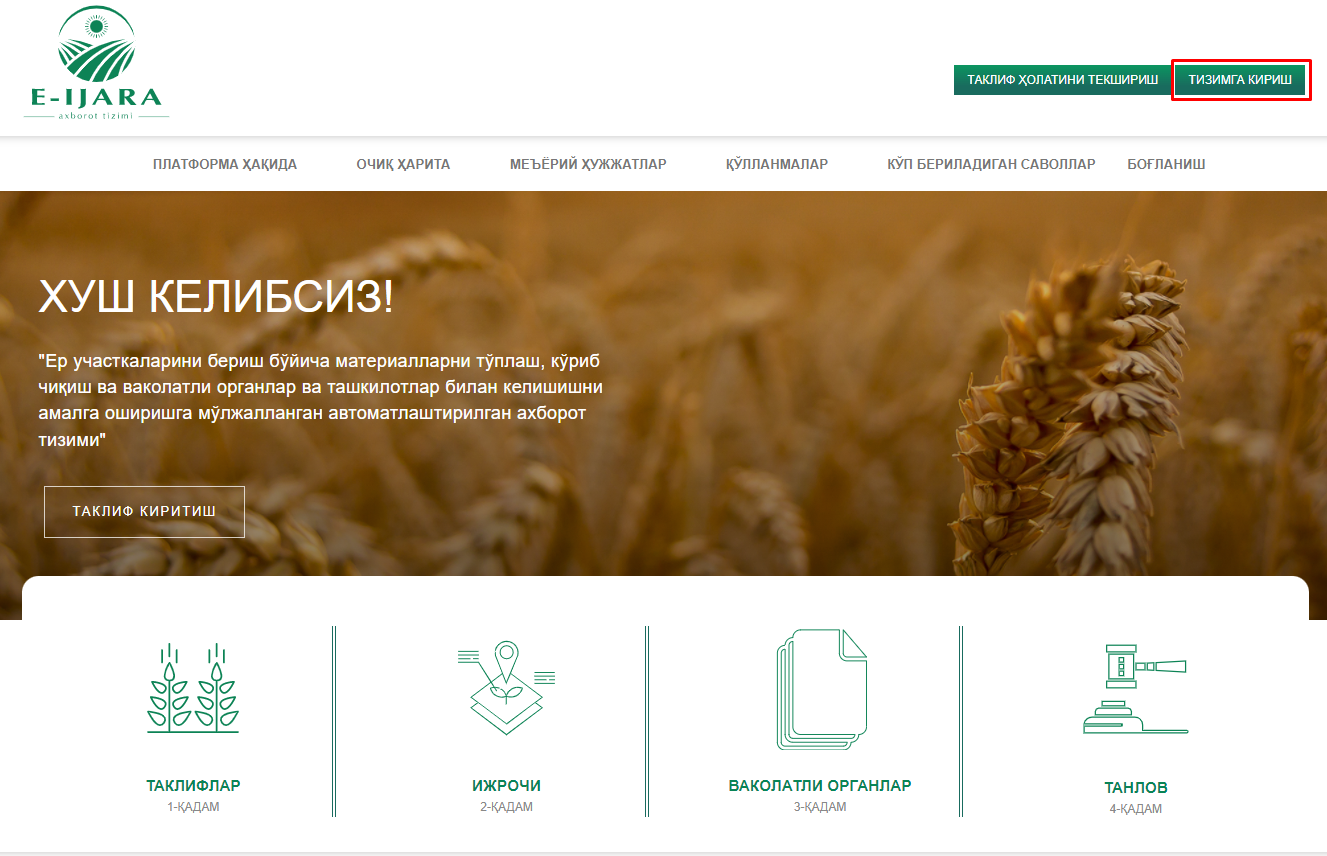 E-IJARA
axborot tizimi
ТАКЛИФ ҲОЛАТИНИ ТЕКШИРИШ
ТИЗИМГА КИРИШ
ПЛАТФОРМА ҲАҚИДА
ОЧИҚ ҲАРИТА
МЕЪЁРИЙ ҲУЖЖАТЛАР
ҚЎЛЛАНМАЛАР
КЎП БЕРИЛАДИГАН САВОЛЛАР
БОҒЛАНИШ
ХУШ КЕЛИБСИЗ!
"Ер участкаларини бериш бўйича материалларни тўплаш, кўриб
чиқиш ва ваколатли органлар ва ташкилотлар билан келишишни
амалга оширишга мўлжалланган автоматлаштирилган ахборот
тизими"
ТАКЛИФ КИРИТИШ
ТАКЛИФЛАР
1-ҚАДАМ
ИЖРОЧИ
2-ҚАДАМ
ВАКОЛАТЛИ ОРГАНЛАР
3-ҚАДАМ
ТАНЛОВ
4-ҚАДАМ